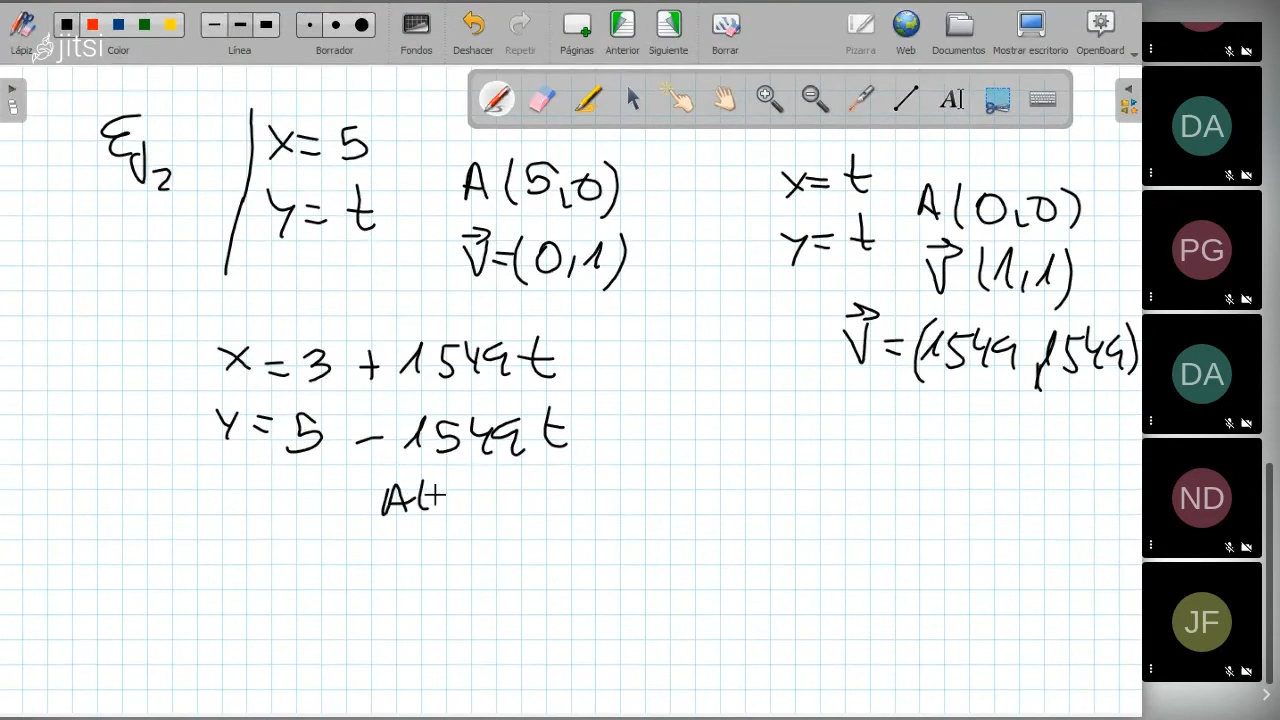 Lápiz Color Línea Borrador Fondos Deshacer Repetir Páginas Anterior Siguiente Borrar Pizarra Web Documentos Mostrar escritorio OpenBoard
jitsi
Ej 2
x = 5
y = t
A (5,0)
V = (0,1)
x = t
y = t
A (0,0)
V (1,1)
V = (1549, 1549)
x = 3 + 1549 t
y = 5 - 1549 t
A(
DA
PG
DA
ND
JF